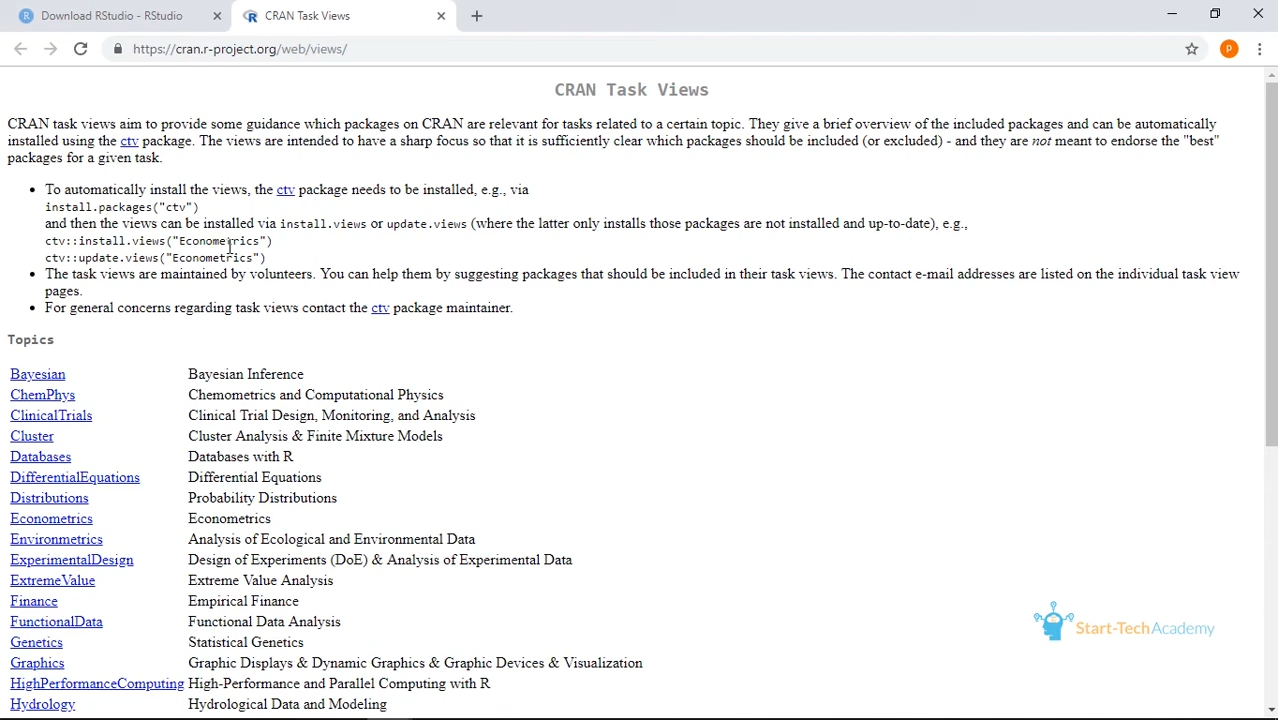 Download RStudio - RStudio
CRAN Task Views
https://cran.r-project.org/web/views/
P
CRAN Task Views
CRAN task views aim to provide some guidance which packages on CRAN are relevant for tasks related to a certain topic. They give a brief overview of the included packages and can be automatically
installed using the ctv package. The views are intended to have a sharp focus so that it is sufficiently clear which packages should be included (or excluded) - and they are not meant to endorse the "best"
packages for a given task.
• To automatically install the views, the ctv package needs to be installed, e.g., via
install.packages("ctv")
and then the views can be installed via install.views or update.views (where the latter only installs those packages are not installed and up-to-date), e.g.,
ctv::install.views("Econometrics")
ctv::update.views("Econometrics")
• The task views are maintained by volunteers. You can help them by suggesting packages that should be included in their task views. The contact e-mail addresses are listed on the individual task view
pages.
• For general concerns regarding task views contact the ctv package maintainer.
Topics
Bayesian Bayesian Inference
ChemPhys Chemometrics and Computational Physics
ClinicalTrials Clinical Trial Design, Monitoring, and Analysis
Cluster Cluster Analysis & Finite Mixture Models
Databases Databases with R
DifferentialEquations Differential Equations
Distributions Probability Distributions
Econometrics Econometrics
Environmetrics Analysis of Ecological and Environmental Data
ExperimentalDesign Design of Experiments (DoE) & Analysis of Experimental Data
ExtremeValue Extreme Value Analysis
Finance Empirical Finance
FunctionalData Functional Data Analysis
Genetics Statistical Genetics
Graphics Graphic Displays & Dynamic Graphics & Graphic Devices & Visualization
HighPerformanceComputing High-Performance and Parallel Computing with R
Hydrology Hydrological Data and Modeling
Start-TechAcademy